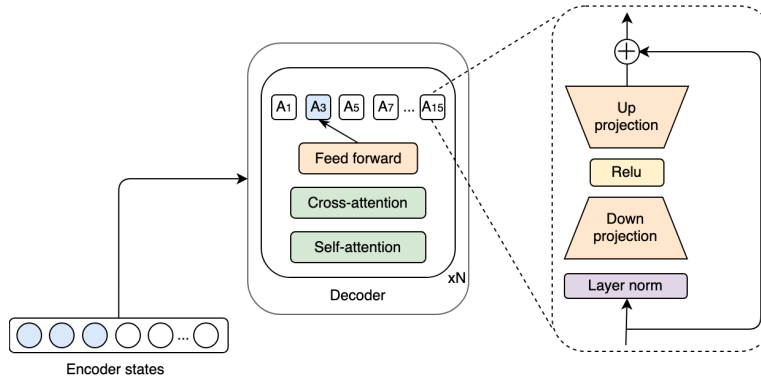 A1 A3 A5 A7 ... A15
Feed forward
Cross-attention
Self-attention
xN
Decoder
...
Encoder states
Up
projection
Relu
Down
projection
Layer norm